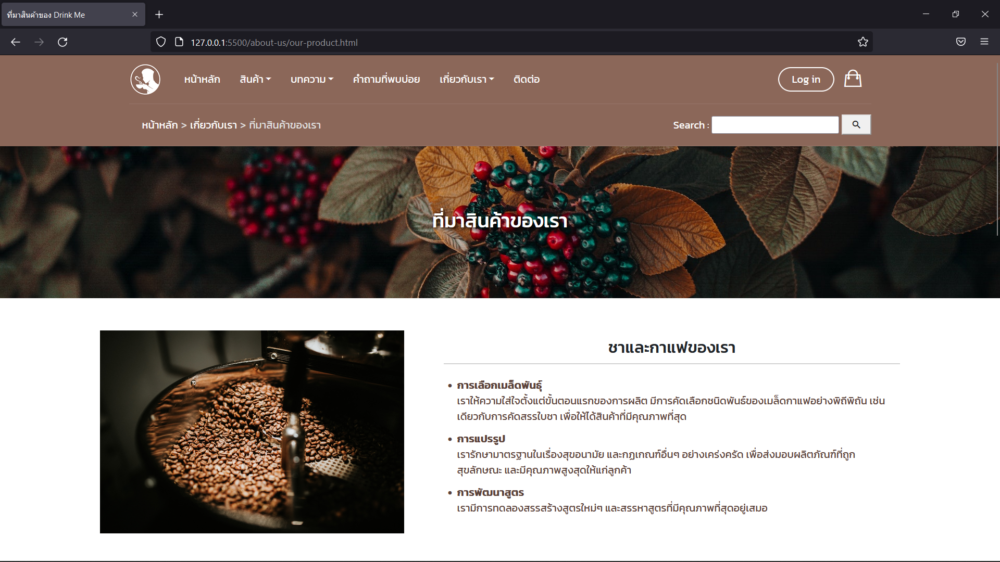 ที่มาสินค้าของ Drink Me
127.0.0.1:5500/about-us/our-product.html
หน้าหลัก สินค้า บทความ คำถามที่พบบ่อย เกี่ยวกับเรา ติดต่อ Log in
หน้าหลัก > เกี่ยวกับเรา > ที่มาสินค้าของเรา Search :
ที่มาสินค้าของเรา
ชาและกาแฟของเรา
• การเลือกเมล็ดพันธุ์
เราให้ความใส่ใจตั้งแต่ขั้นตอนแรกของการผลิต มีการคัดเลือกชนิดพันธ์ของเมล็ดกาแฟอย่างพิถีพิถัน เช่น
เดียวกับการคัดสรรใบชา เพื่อให้ได้สินค้าที่มีคุณภาพที่สุด
• การแปรรูป
เรารักษามาตรฐานในเรื่องสุขอนามัย และกฏเกณฑ์อื่นๆ อย่างเคร่งครัด เพื่อส่งมอบผลิตภัณฑ์ที่ถูก
สุขลักษณะ และมีคุณภาพสูงสุดให้แก่ลูกค้า
• การพัฒนาสูตร
เรามีการทดลองสรรสร้างสูตรใหม่ๆ และสรรหาสูตรที่มีคุณภาพที่สุดอยู่เสมอ